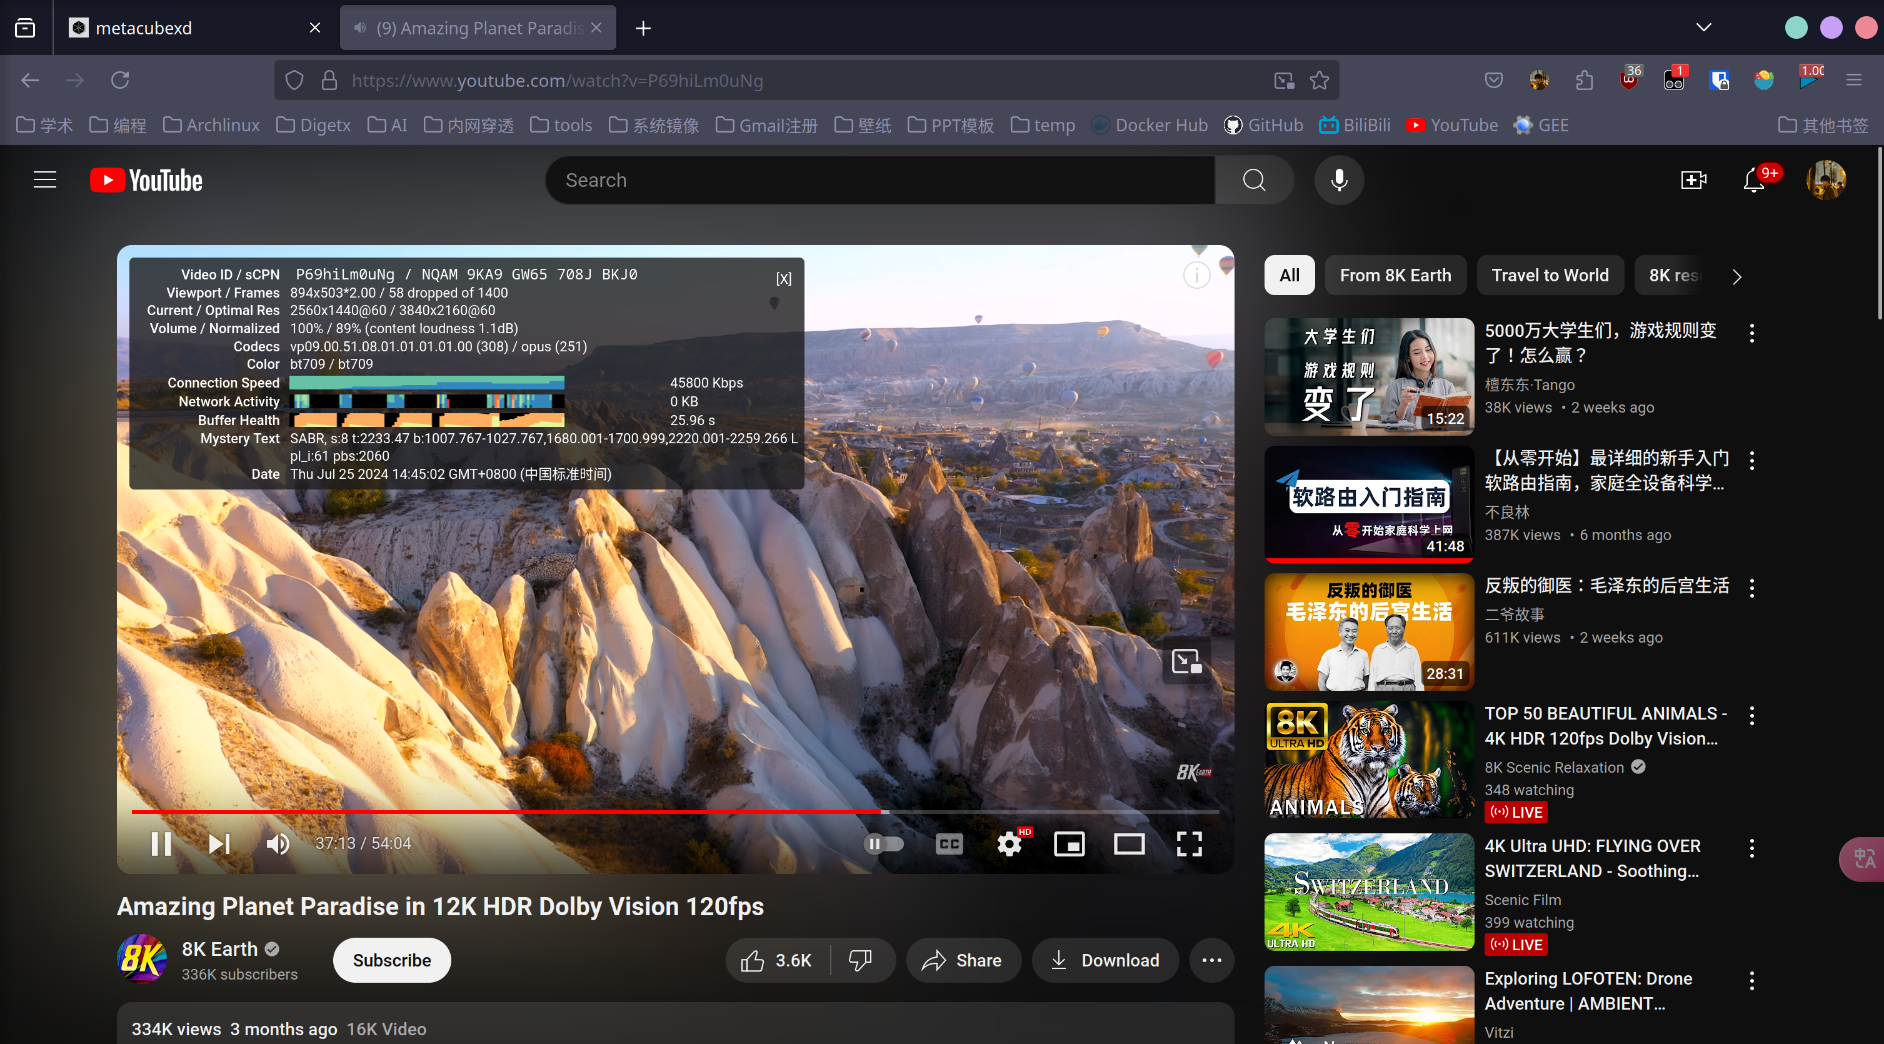 metacubexd
(9) Amazing Planet Paradis
https://www.youtube.com/watch?v=P69hiLm0uNg
36
1
1.00
学术
编程
Archlinux
Digetx
AI
内网穿透
tools
系统镜像
Gmail注册
壁纸
PPT模板
temp
Docker Hub
GitHub
BiliBili
YouTube
GEE
其他书签
YouTube
Search
9+
Video ID / sCPN P69hiLm0uNg / NQAM 9KA9 GW65 708J BKJ0
[X]
Viewport / Frames 894x503*2.00 / 58 dropped of 1400
Current / Optimal Res 2560x1440@60 / 3840x2160@60
Volume / Normalized 100% / 89% (content loudness 1.1dB)
Codecs vp09.00.51.08.01.01.01.01.00 (308) / opus (251)
Color bt709 / bt709
Connection Speed 45800 Kbps
Network Activity 0 KB
Buffer Health 25.96 s
Mystery Text SABR, s:8 t:2233.47 b:1007.767-1027.767,1680.001-1700.999,2220.001-2259.266 L
pl_i:61 pbs:2060
Date Thu Jul 25 2024 14:45:02 GMT+0800 (中国标准时间)
8K EARTH
37:13 / 54:04
CC
HD
Amazing Planet Paradise in 12K HDR Dolby Vision 120fps
8K
8K Earth
336K subscribers
Subscribe
3.6K
Share
Download
334K views 3 months ago 16K Video
All
From 8K Earth
Travel to World
8K res
大学生们
游戏规则
变了
15:22
5000万大学生们，游戏规则变
了！怎么赢？
檀东东·Tango
38K views • 2 weeks ago
软路由入门指南
从零开始家庭科学上网
41:48
【从零开始】最详细的新手入门
软路由指南，家庭全设备科学...
不良林
387K views • 6 months ago
反叛的御医
毛泽东的后宫生活
28:31
反叛的御医：毛泽东的后宫生活
二爷故事
611K views • 2 weeks ago
8K
ULTRA HD
ANIMALS
TOP 50 BEAUTIFUL ANIMALS -
4K HDR 120fps Dolby Vision...
8K Scenic Relaxation
348 watching
LIVE
SWITZERLAND
4K
ULTRA HD
4K Ultra UHD: FLYING OVER
SWITZERLAND - Soothing...
Scenic Film
399 watching
LIVE
中A
Exploring LOFOTEN: Drone
Adventure | AMBIENT...
Vitzi